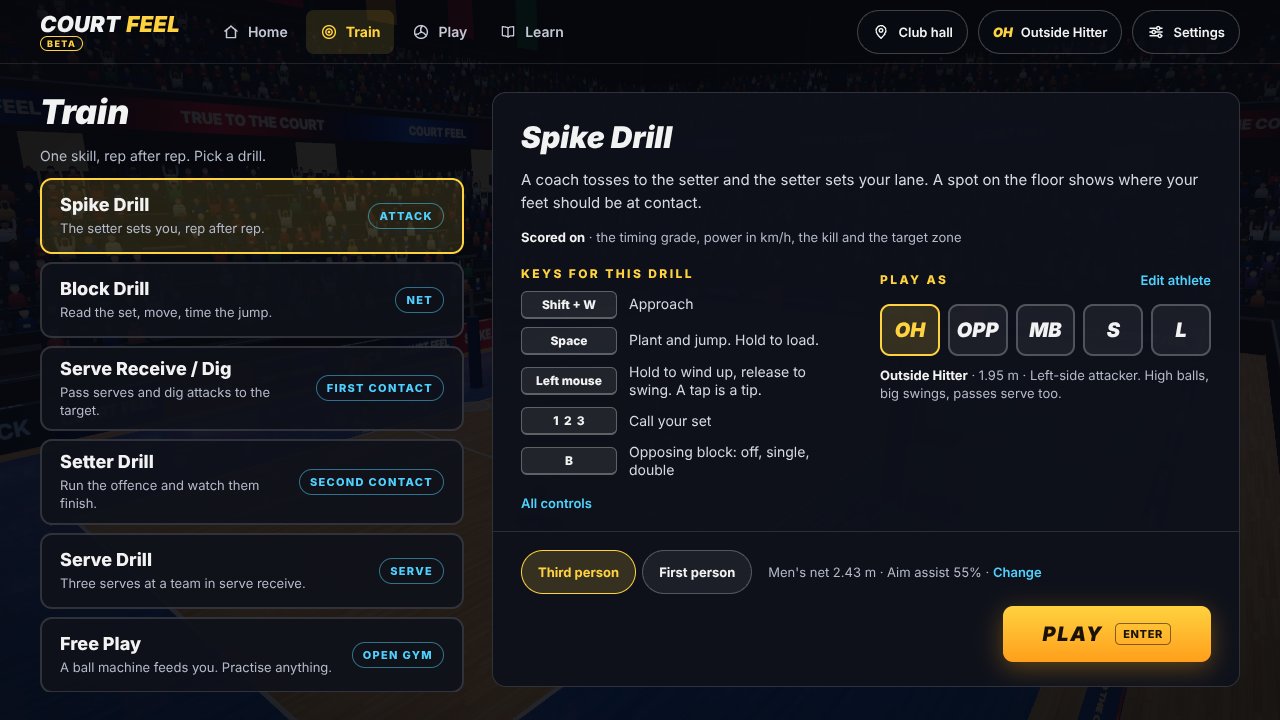 COURT FEEL
BETA
Home
Train
Play
Learn
Club hall
OH Outside Hitter
Settings
TRUE TO THE COURT
COURT FEEL
Train
One skill, rep after rep. Pick a drill.
Spike Drill
The setter sets you, rep after rep.
ATTACK
Block Drill
Read the set, move, time the jump.
NET
Serve Receive / Dig
Pass serves and dig attacks to the
target.
FIRST CONTACT
Setter Drill
Run the offence and watch them
finish.
SECOND CONTACT
Serve Drill
Three serves at a team in serve receive.
SERVE
Free Play
A ball machine feeds you. Practise anything.
OPEN GYM
Spike Drill
A coach tosses to the setter and the setter sets your lane. A spot on the floor shows where your
feet should be at contact.
Scored on · the timing grade, power in km/h, the kill and the target zone
KEYS FOR THIS DRILL
Shift + W
Approach
Space
Plant and jump. Hold to load.
Left mouse
Hold to wind up, release to
swing. A tap is a tip.
1 2 3
Call your set
B
Opposing block: off, single,
double
All controls
PLAY AS
Edit athlete
OH
OPP
MB
S
L
Outside Hitter · 1.95 m · Left-side attacker. High balls,
big swings, passes serve too.
Third person
First person
Men's net 2.43 m · Aim assist 55% · Change
PLAY
ENTER